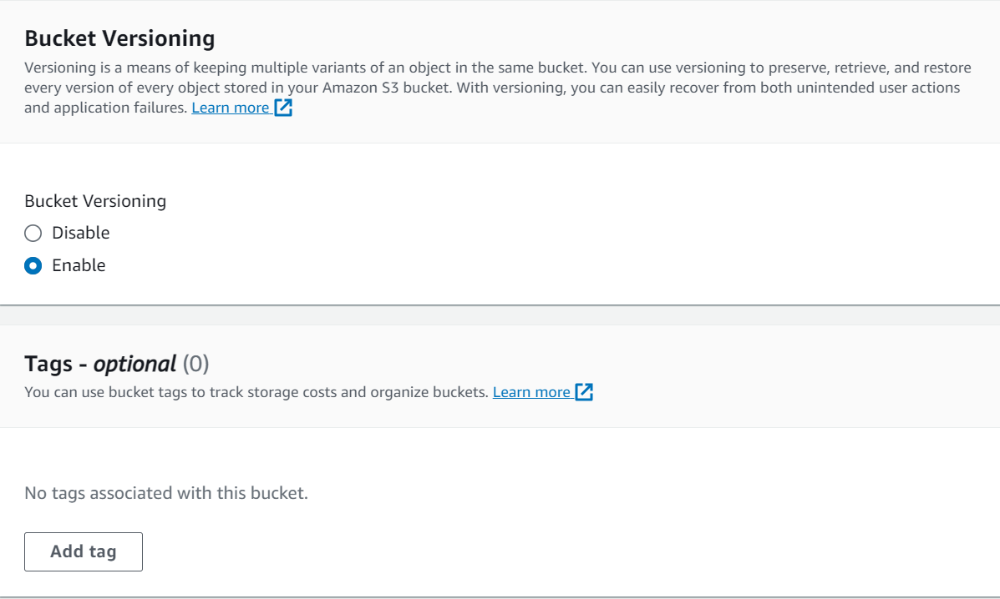 Bucket Versioning
Versioning is a means of keeping multiple variants of an object in the same bucket. You can use versioning to preserve, retrieve, and restore
every version of every object stored in your Amazon S3 bucket. With versioning, you can easily recover from both unintended user actions
and application failures. Learn more
Bucket Versioning
Disable
Enable
Tags - optional (0)
You can use bucket tags to track storage costs and organize buckets. Learn more
No tags associated with this bucket.
Add tag